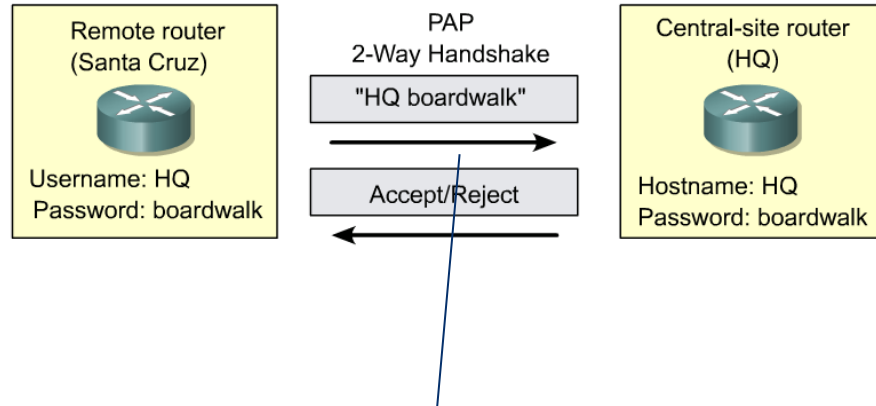 Remote router
(Santa Cruz)
Username: HQ
Password: boardwalk
PAP
2-Way Handshake
"HQ boardwalk"
Accept/Reject
Central-site router
(HQ)
Hostname: HQ
Password: boardwalk